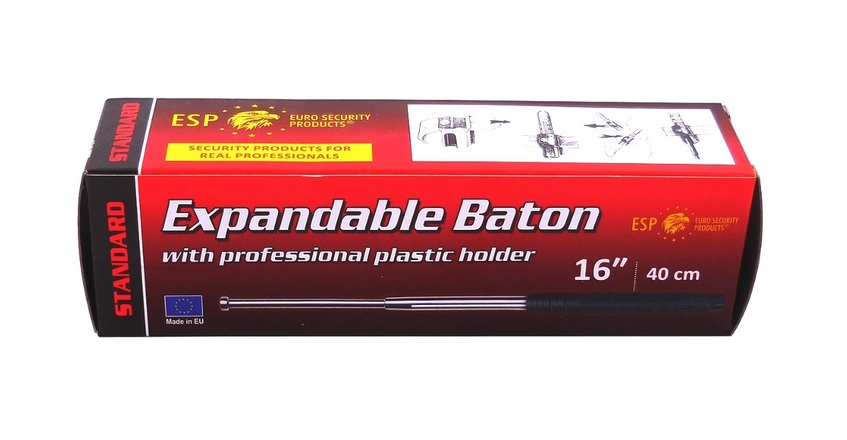 STANDARD
ESP
EURO SECURITY
PRODUCTS®
SECURITY PRODUCTS FOR
REAL PROFESSIONALS
STANDARD
Expandable Baton
with professional plastic holder
ESP
EURO SECURITY
PRODUCTS®
16″ 40 cm
Made in EU